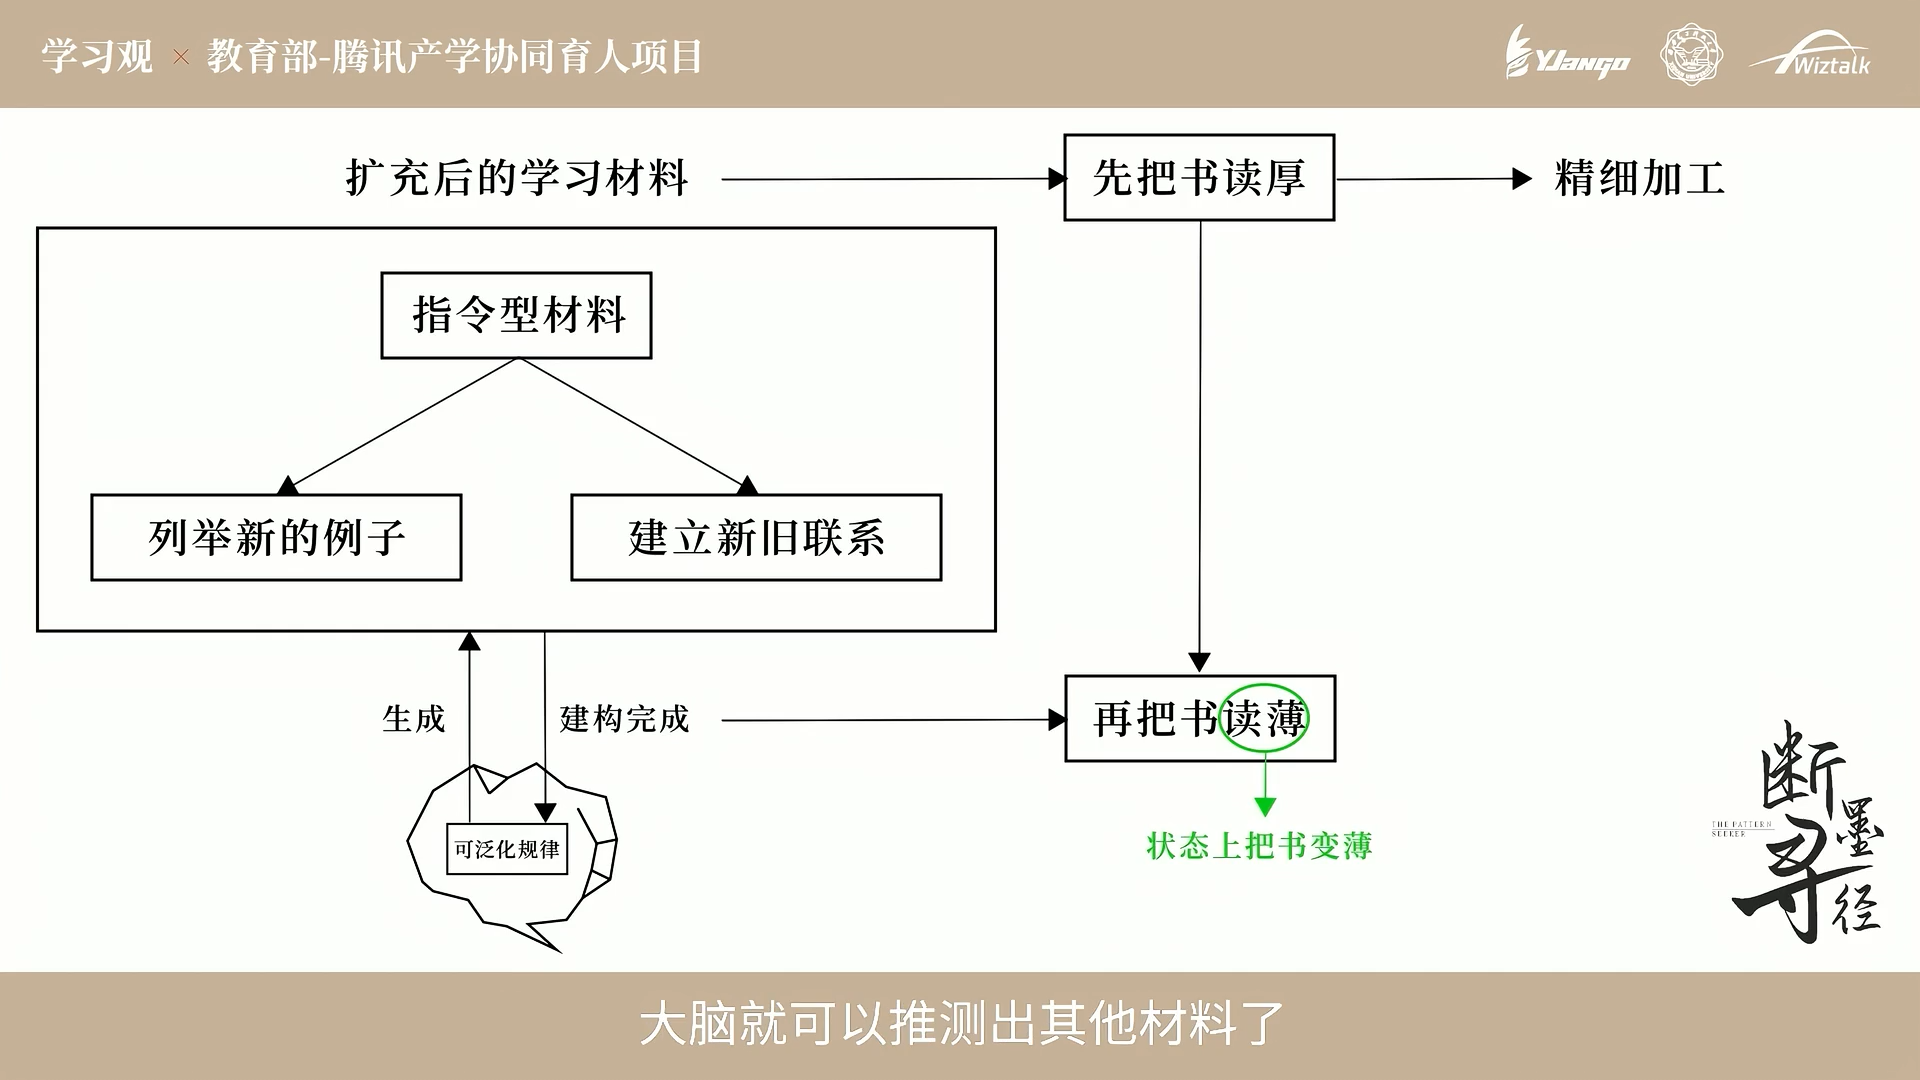 学习观 × 教育部-腾讯产学协同育人项目
YJango
Wiztalk
扩充后的学习材料
先把书读厚
精细加工
指令型材料
列举新的例子
建立新旧联系
生成
建构完成
再把书读薄
可泛化规律
状态上把书变薄
THE PATTERN
SEEKER
断墨寻径
大脑就可以推测出其他材料了